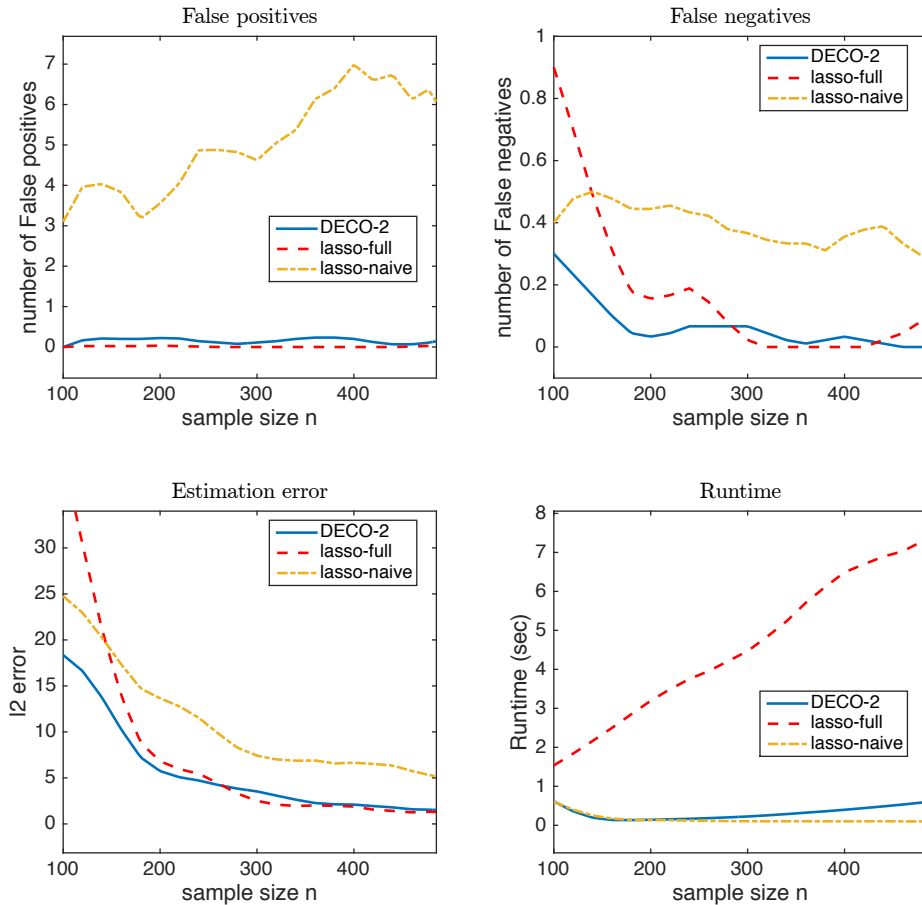 False positives
number of False positives
7
6
5
4
3
2
1
0
DECO-2
lasso-full
lasso-naive
100 200 300 400
sample size n
False negatives
number of False negatives
1
0.8
0.6
0.4
0.2
0
DECO-2
lasso-full
lasso-naive
100 200 300 400
sample size n
Estimation error
l2 error
30
25
20
15
10
5
0
DECO-2
lasso-full
lasso-naive
100 200 300 400
sample size n
Runtime
Runtime (sec)
8
7
6
5
4
3
2
1
0
DECO-2
lasso-full
lasso-naive
100 200 300 400
sample size n